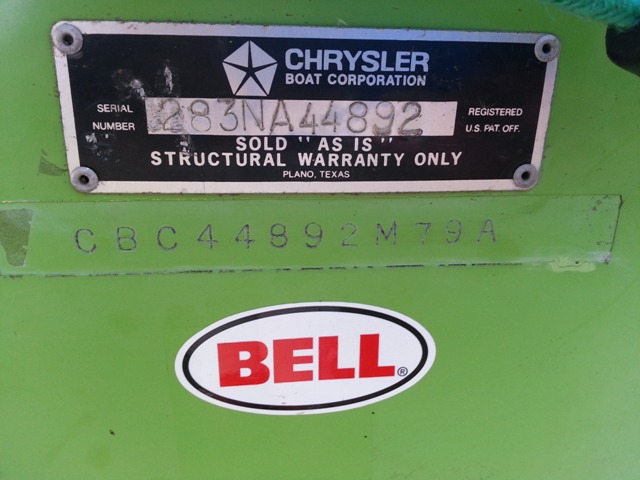 CHRYSLER
BOAT CORPORATION
SERIAL NUMBER 283NA44892 REGISTERED U.S. PAT. OFF.
SOLD "AS IS"
STRUCTURAL WARRANTY ONLY
PLANO, TEXAS
CBC44892M79A
BELL®